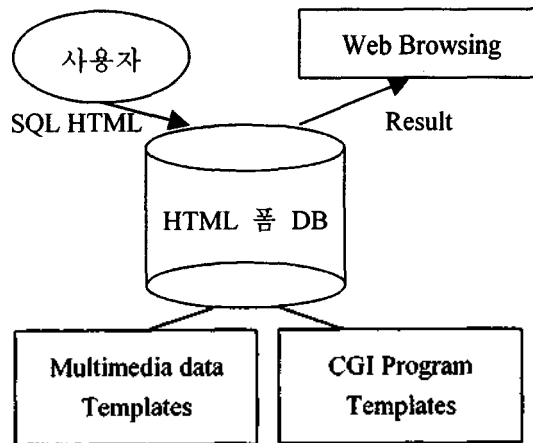 사용자
Web Browsing
SQL HTML
Result
HTML 폼 DB
Multimedia data
Templates
CGI Program
Templates